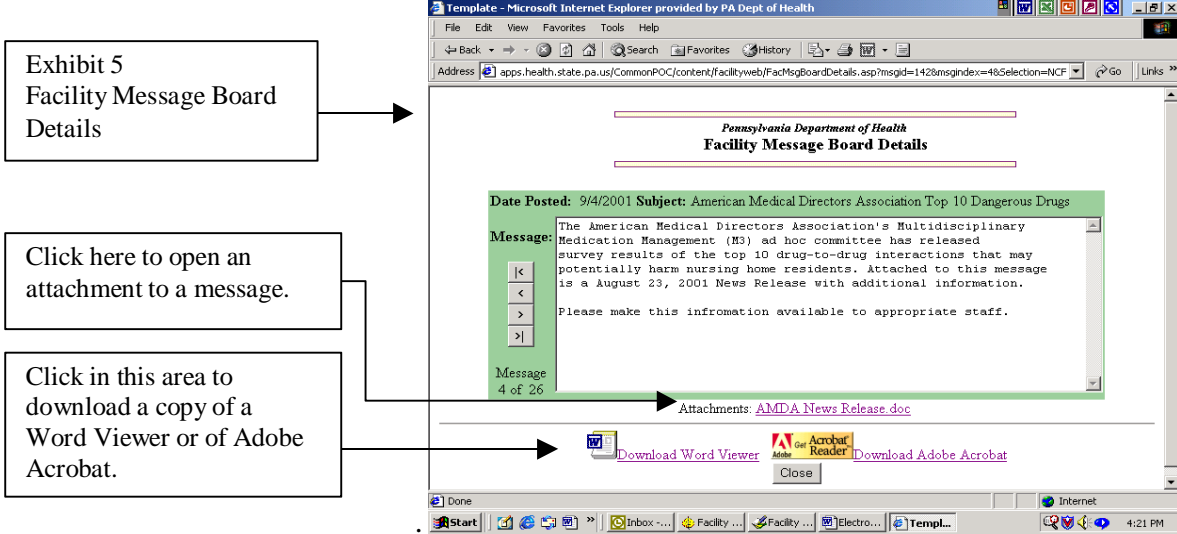 Template - Microsoft Internet Explorer provided by PA Dept of Health
File Edit View Favorites Tools Help
Back Search Favorites History
Address apps.health.state.pa.us/CommonPOC/content/facilityweb/FacMsgBoardDetails.asp?msgid=142&msgindex=4&Selection=NCF Go Links »
Exhibit 5
Facility Message Board
Details
Pennsylvania Department of Health
Facility Message Board Details
Date Posted: 9/4/2001 Subject: American Medical Directors Association Top 10 Dangerous Drugs
Message:
The American Medical Directors Association's Multidisciplinary
Medication Management (M3) ad hoc committee has released
survey results of the top 10 drug-to-drug interactions that may
potentially harm nursing home residents. Attached to this message
is a August 23, 2001 News Release with additional information.
Please make this infromation available to appropriate staff.
|<
<
>
>|
Message
4 of 26
Click here to open an
attachment to a message.
Attachments: AMDA News Release.doc
Click in this area to
download a copy of a
Word Viewer or of Adobe
Acrobat.
Download Word Viewer
Adobe Get Acrobat Reader
Download Adobe Acrobat
Close
Done Internet
.
Start » Inbox -... Facility ... Facility ... Electro... Templ... 4:21 PM